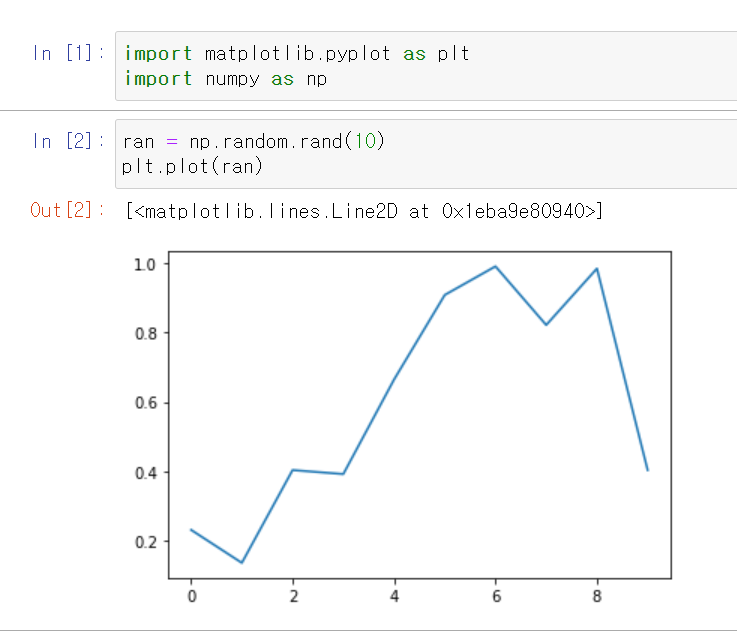 In [1]: import matplotlib.pyplot as plt
import numpy as np
In [2]: ran = np.random.rand(10)
plt.plot(ran)
Out[2]: [<matplotlib.lines.Line2D at 0x1eba9e80940>]
1.0
0.8
0.6
0.4
0.2
0 2 4 6 8